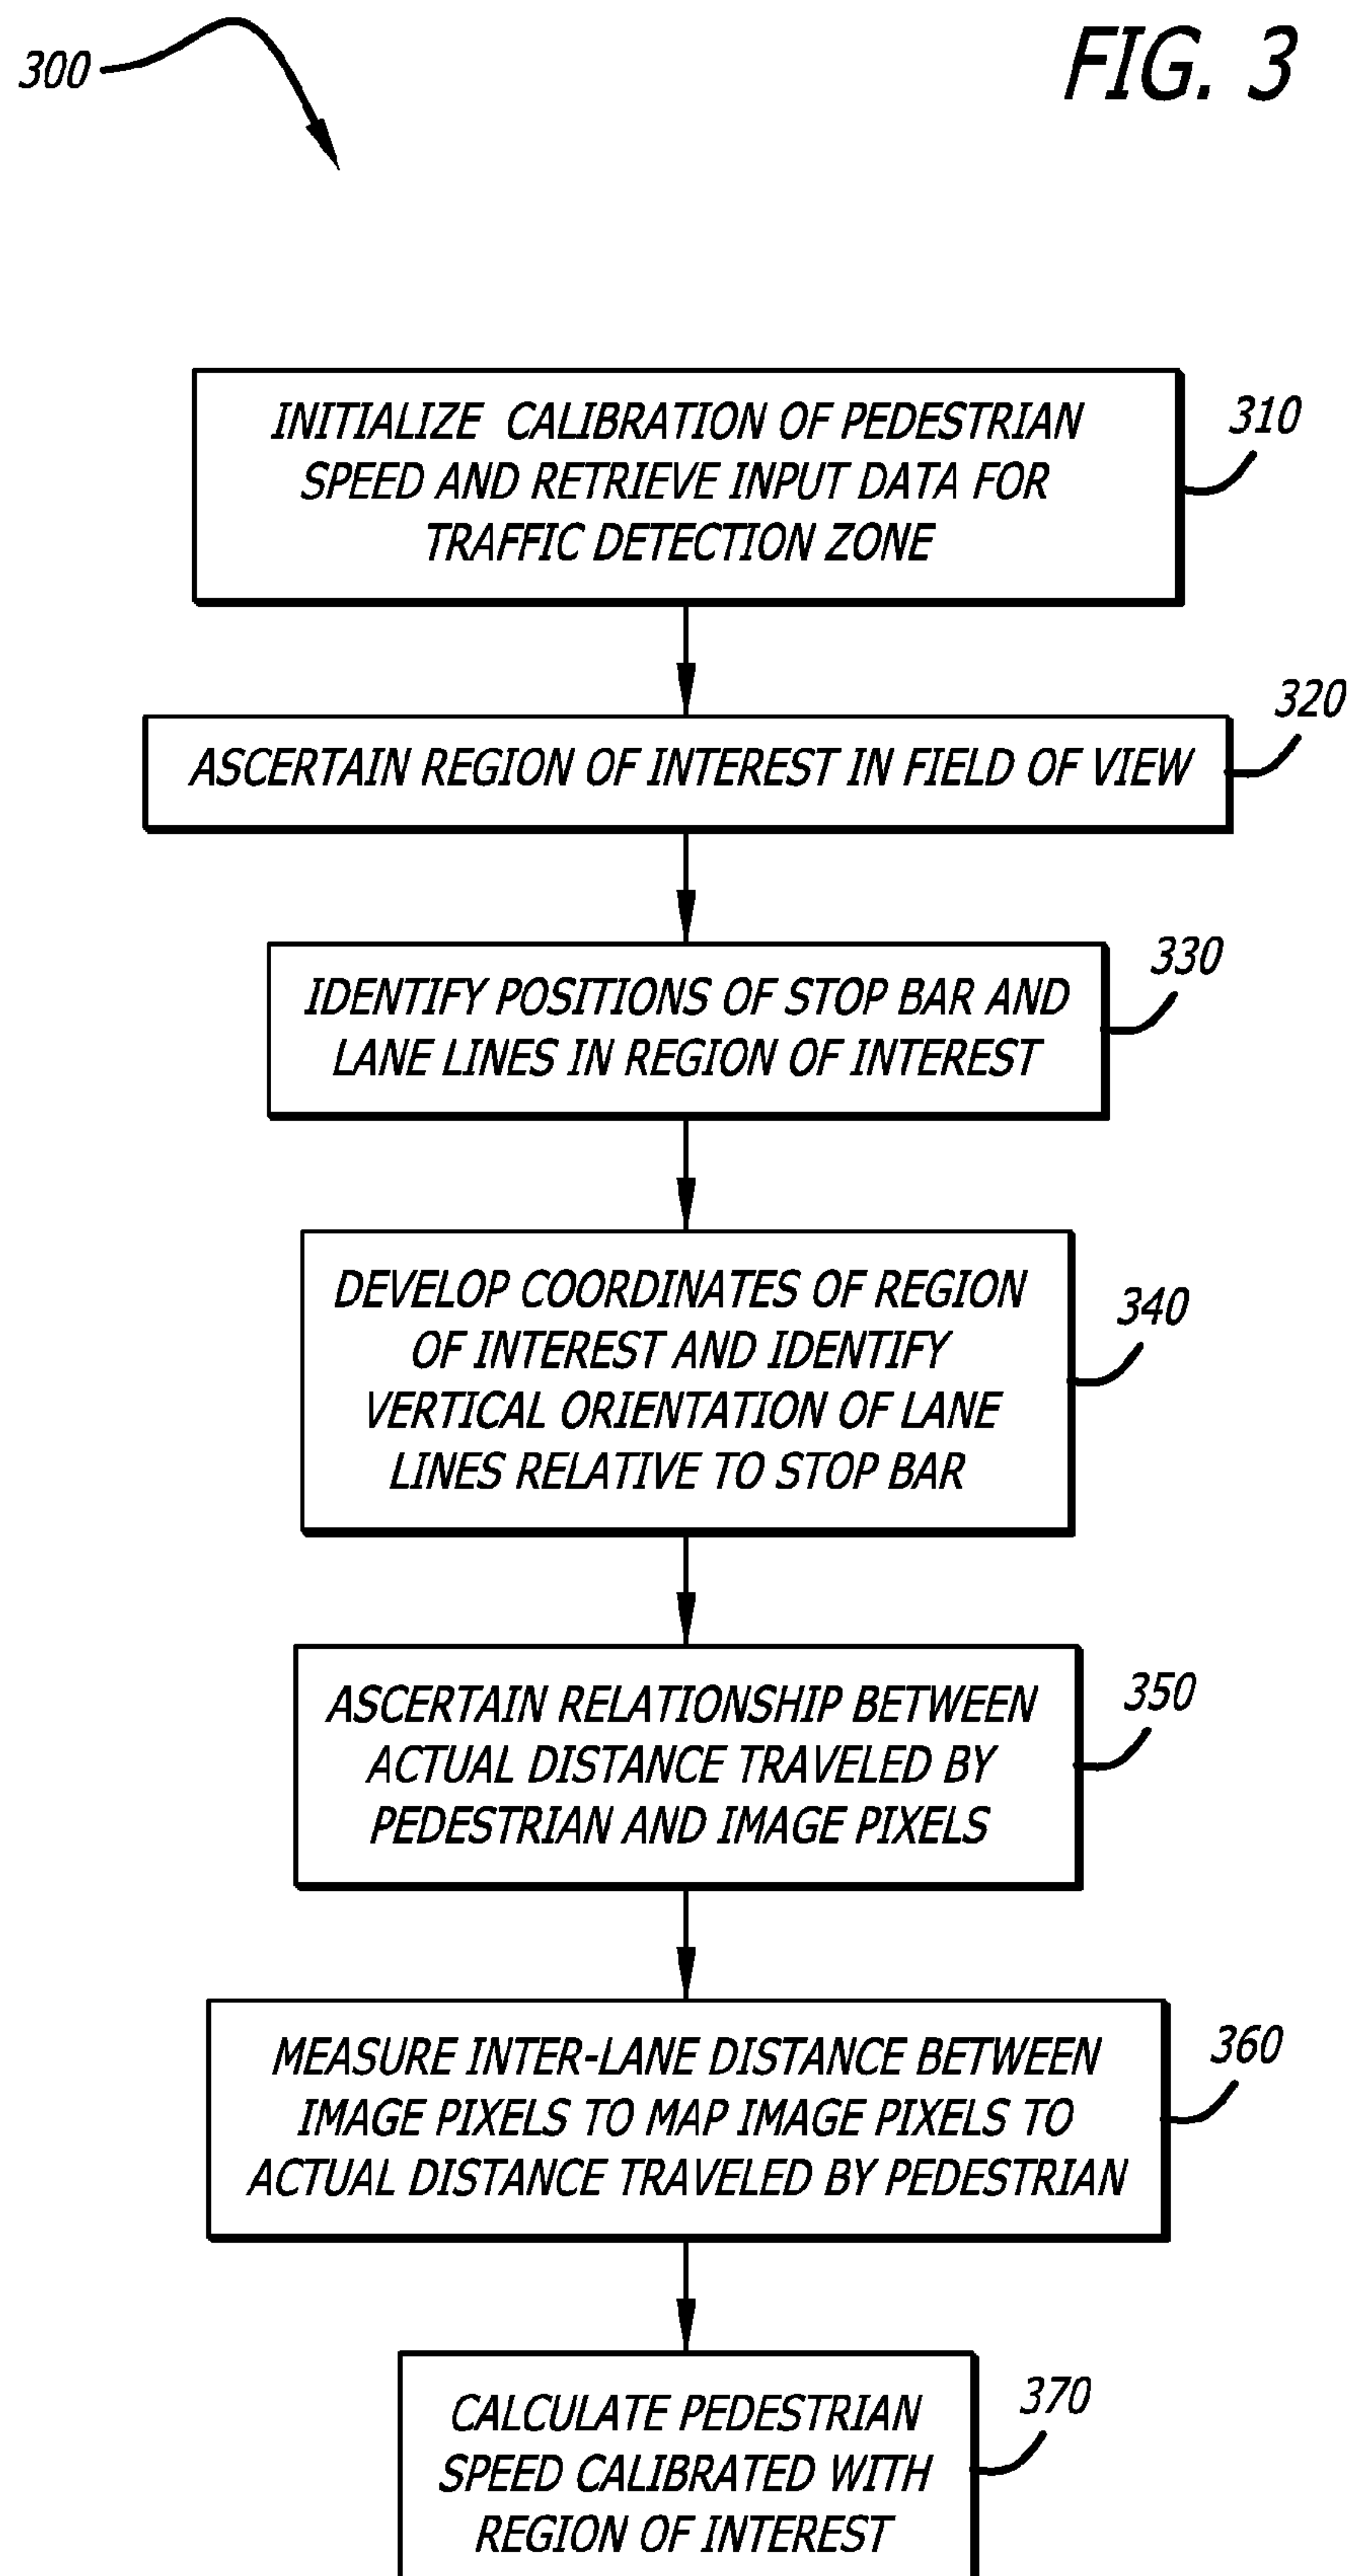 300
FIG. 3
INITIALIZE CALIBRATION OF PEDESTRIAN
SPEED AND RETRIEVE INPUT DATA FOR
TRAFFIC DETECTION ZONE
310
ASCERTAIN REGION OF INTEREST IN FIELD OF VIEW
320
IDENTIFY POSITIONS OF STOP BAR AND
LANE LINES IN REGION OF INTEREST
330
DEVELOP COORDINATES OF REGION
OF INTEREST AND IDENTIFY
VERTICAL ORIENTATION OF LANE
LINES RELATIVE TO STOP BAR
340
ASCERTAIN RELATIONSHIP BETWEEN
ACTUAL DISTANCE TRAVELED BY
PEDESTRIAN AND IMAGE PIXELS
350
MEASURE INTER-LANE DISTANCE BETWEEN
IMAGE PIXELS TO MAP IMAGE PIXELS TO
ACTUAL DISTANCE TRAVELED BY PEDESTRIAN
360
CALCULATE PEDESTRIAN
SPEED CALIBRATED WITH
REGION OF INTEREST
370